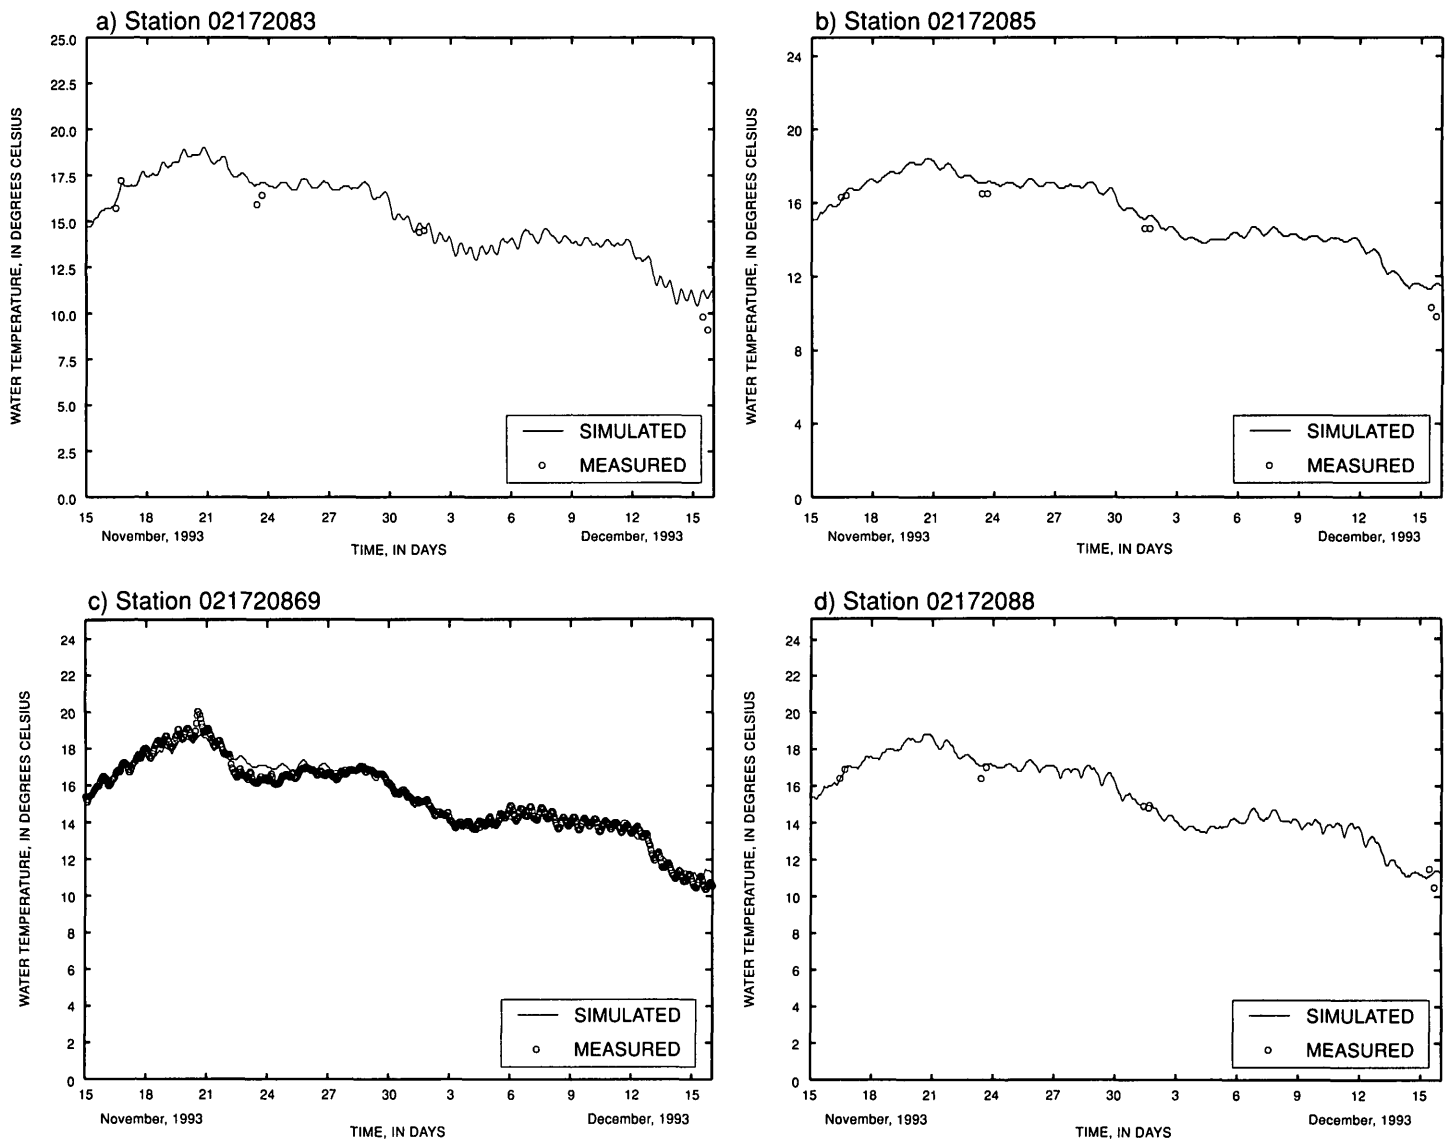 a) Station 02172083
25.0
22.5
20.0
17.5
15.0
12.5
10.0
7.5
5.0
2.5
0.0
WATER TEMPERATURE, IN DEGREES CELSIUS
SIMULATED
MEASURED
15 18 21 24 27 30 3 6 9 12 15
November, 1993 December, 1993
TIME, IN DAYS
b) Station 02172085
24
20
16
12
8
4
0
WATER TEMPERATURE, IN DEGREES CELSIUS
SIMULATED
MEASURED
15 18 21 24 27 30 3 6 9 12 15
November, 1993 December, 1993
TIME, IN DAYS
c) Station 021720869
24
22
20
18
16
14
12
10
8
6
4
2
0
WATER TEMPERATURE, IN DEGREES CELSIUS
SIMULATED
MEASURED
15 18 21 24 27 30 3 6 9 12 15
November, 1993 December, 1993
TIME, IN DAYS
d) Station 02172088
24
22
20
18
16
14
12
10
8
6
4
2
0
WATER TEMPERATURE, IN DEGREES CELSIUS
SIMULATED
MEASURED
15 18 21 24 27 30 3 6 9 12 15
November, 1993 December, 1993
TIME, IN DAYS